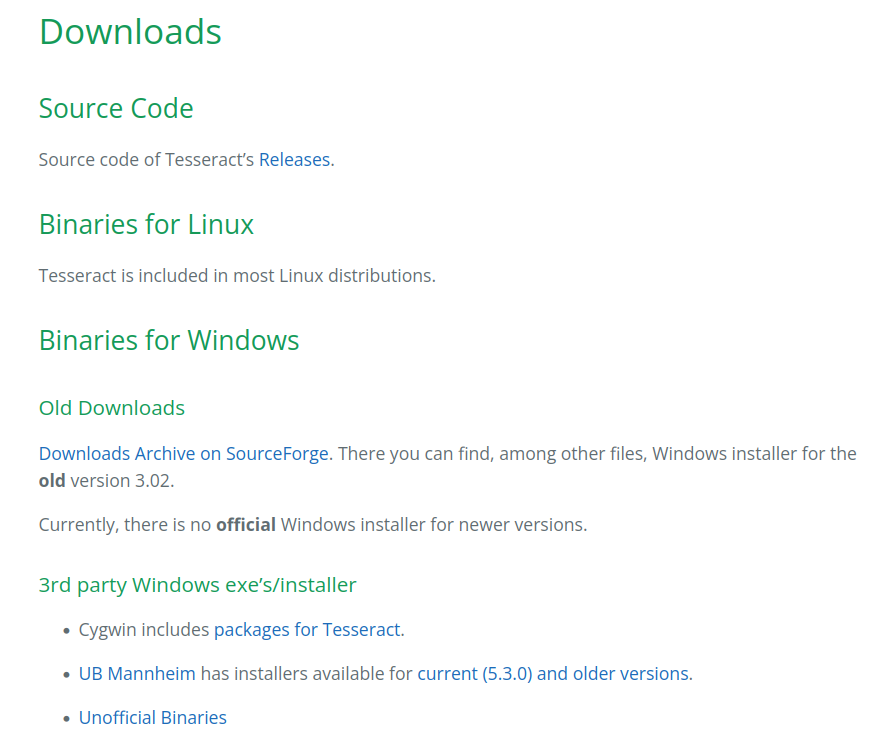 Downloads
Source Code
Source code of Tesseract’s Releases.
Binaries for Linux
Tesseract is included in most Linux distributions.
Binaries for Windows
Old Downloads
Downloads Archive on SourceForge. There you can find, among other files, Windows installer for the
old version 3.02.
Currently, there is no official Windows installer for newer versions.
3rd party Windows exe’s/installer
• Cygwin includes packages for Tesseract.
• UB Mannheim has installers available for current (5.3.0) and older versions.
• Unofficial Binaries